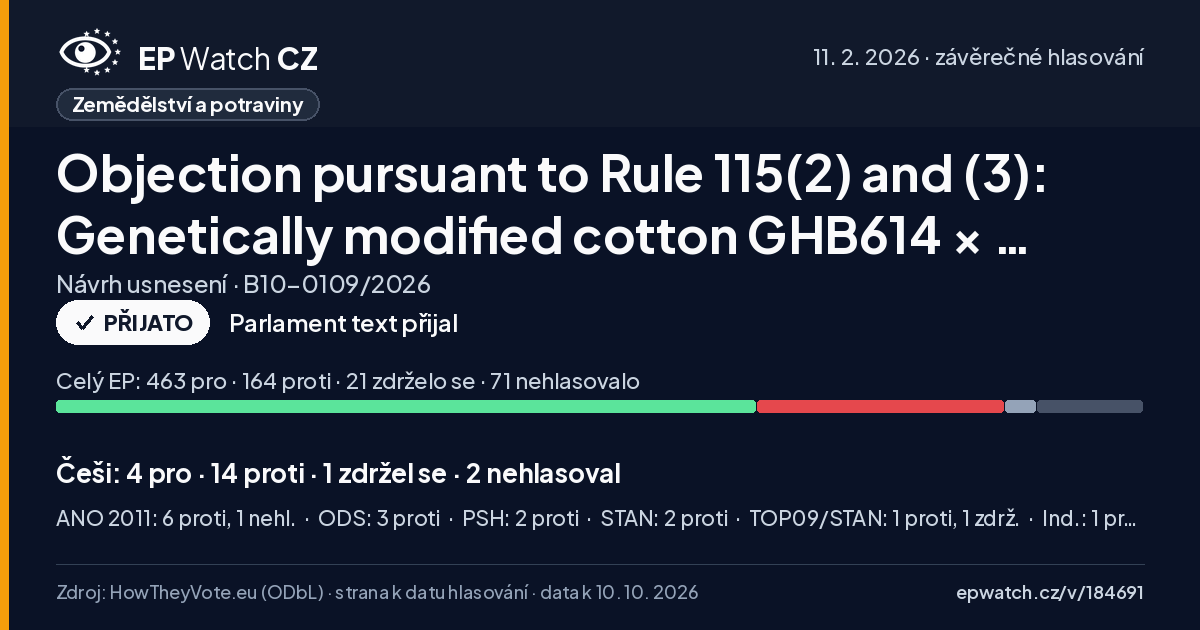 EP Watch CZ
11. 2. 2026 · závěrečné hlasování
Zemědělství a potraviny
Objection pursuant to Rule 115(2) and (3):
Genetically modified cotton GHB614 × …
Návrh usnesení · B10-0109/2026
✓ PŘIJATO Parlament text přijal
Celý EP: 463 pro · 164 proti · 21 zdrželo se · 71 nehlasovalo
Češi: 4 pro · 14 proti · 1 zdržel se · 2 nehlasoval
ANO 2011: 6 proti, 1 nehl. · ODS: 3 proti · PSH: 2 proti · STAN: 2 proti · TOP09/STAN: 1 proti, 1 zdrž. · Ind.: 1 pr…
Zdroj: HowTheyVote.eu (ODbL) · strana k datu hlasování · data k 10. 10. 2026
epwatch.cz/v/184691